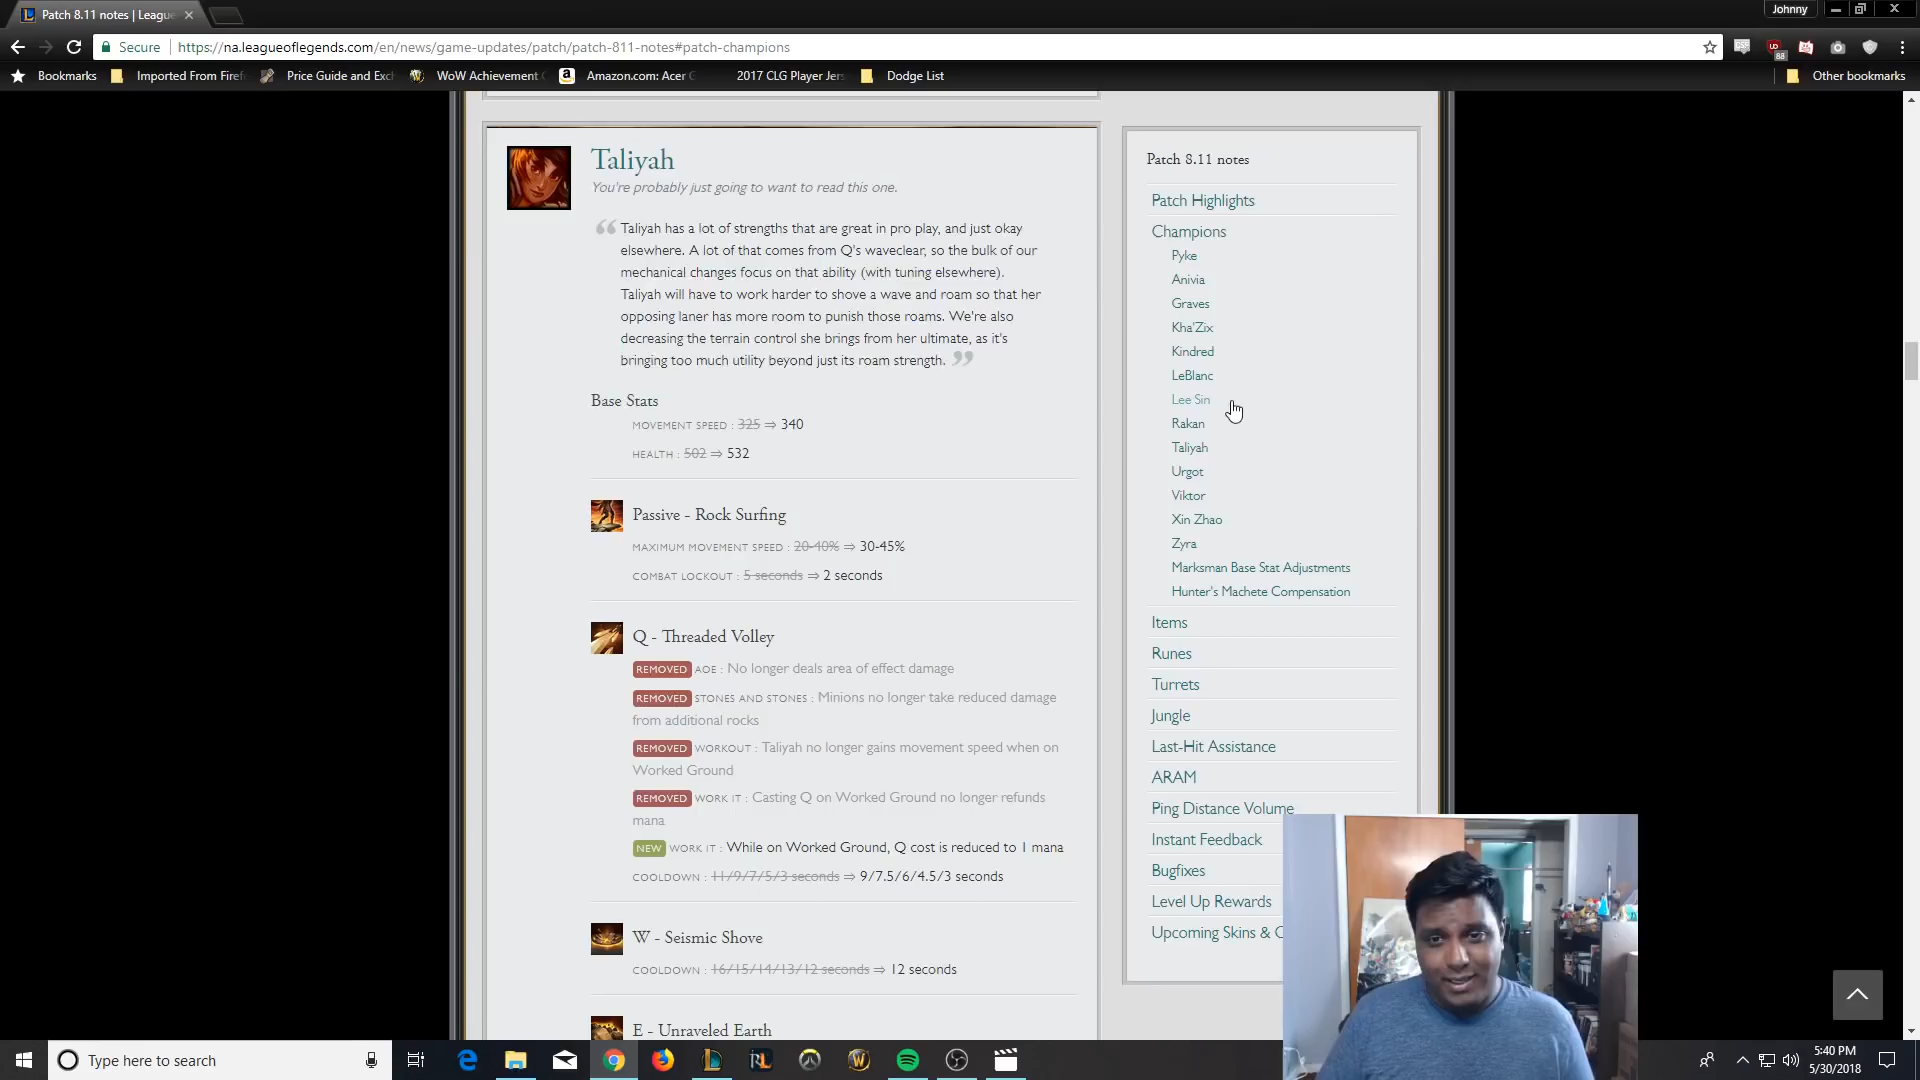 Patch 8.11 notes | League
Johnny
Secure
https://na.leagueoflegends.com/en/news/game-updates/patch/patch-811-notes#patch-champions
88
Bookmarks
Imported From Firef
Price Guide and Exch
WoW Achievement
Amazon.com: Acer
2017 CLG Player Jers
Dodge List
Other bookmarks
Taliyah
You're probably just going to want to read this one.
Taliyah has a lot of strengths that are great in pro play, and just okay
elsewhere. A lot of that comes from Q's waveclear, so the bulk of our
mechanical changes focus on that ability (with tuning elsewhere).
Taliyah will have to work harder to shove a wave and roam so that her
opposing laner has more room to punish those roams. We're also
decreasing the terrain control she brings from her ultimate, as it's
bringing too much utility beyond just its roam strength.
Base Stats
MOVEMENT SPEED : 325 ⇒ 340
HEALTH : 502 ⇒ 532
Passive - Rock Surfing
MAXIMUM MOVEMENT SPEED : 20-40% ⇒ 30-45%
COMBAT LOCKOUT : 5 seconds ⇒ 2 seconds
Q - Threaded Volley
REMOVED AOE : No longer deals area of effect damage
REMOVED STONES AND STONES : Minions no longer take reduced damage
from additional rocks
REMOVED WORKOUT : Taliyah no longer gains movement speed when on
Worked Ground
REMOVED WORK IT : Casting Q on Worked Ground no longer refunds
mana
NEW WORK IT : While on Worked Ground, Q cost is reduced to 1 mana
COOLDOWN : 11/9/7/5/3 seconds ⇒ 9/7.5/6/4.5/3 seconds
W - Seismic Shove
COOLDOWN : 16/15/14/13/12 seconds ⇒ 12 seconds
E - Unraveled Earth
Patch 8.11 notes
Patch Highlights
Champions
Pyke
Anivia
Graves
Kha'Zix
Kindred
LeBlanc
Lee Sin
Rakan
Taliyah
Urgot
Viktor
Xin Zhao
Zyra
Marksman Base Stat Adjustments
Hunter's Machete Compensation
Items
Runes
Turrets
Jungle
Last-Hit Assistance
ARAM
Ping Distance Volume
Instant Feedback
Bugfixes
Level Up Rewards
Upcoming Skins & C
Type here to search
RL
5:40 PM
5/30/2018